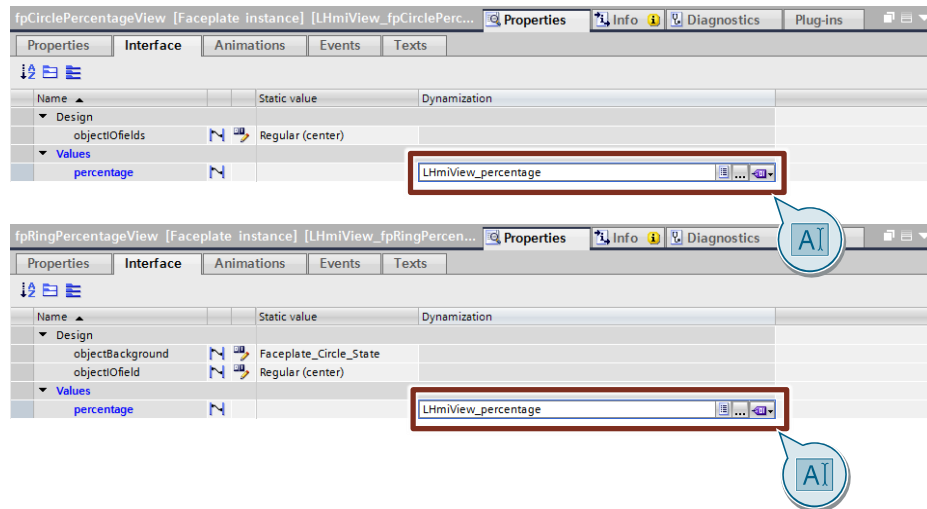 fpCirclePercentageView [Faceplate instance] [LHmiView_fpCirclePerc... Properties Info Diagnostics Plug-ins
Properties Interface Animations Events Texts
Name Static value Dynamization
Design
objectIOfields Regular (center)
Values
percentage LHmiView_percentage
A
fpRingPercentageView [Faceplate instance] [LHmiView_fpRingPercen... Properties Info Diagnostics
Properties Interface Animations Events Texts
Name Static value Dynamization
Design
objectBackground Faceplate_Circle_State
objectIOfield Regular (center)
Values
percentage LHmiView_percentage
A